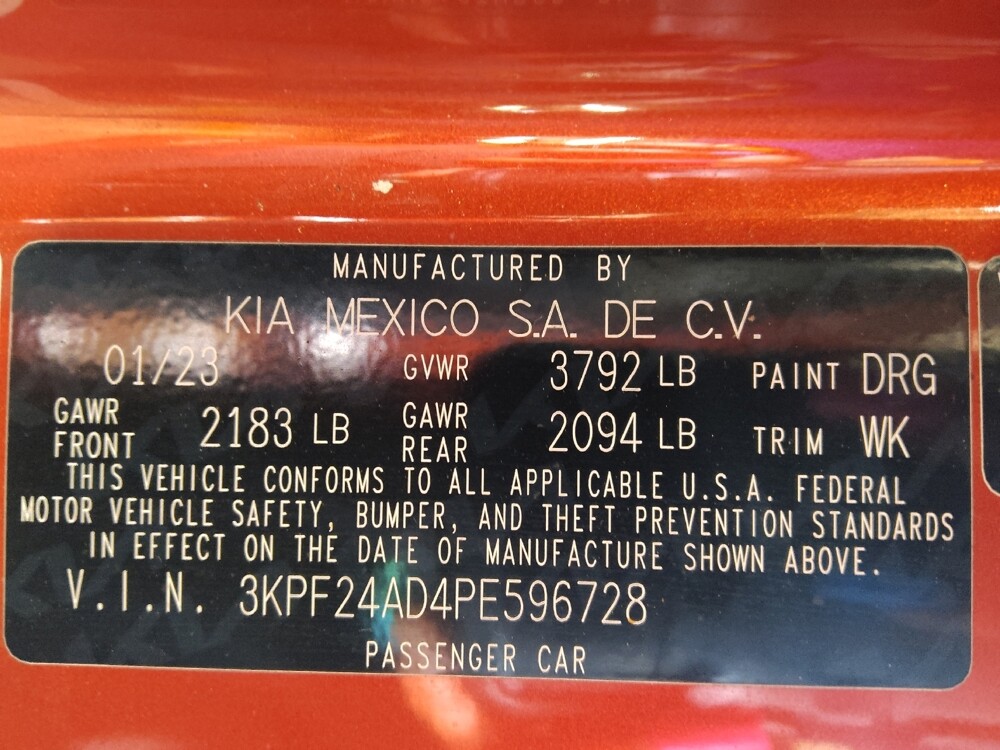 MANUFACTURED BY
KIA MEXICO S.A. DE C.V.
01/23 GVWR 3792 LB PAINT DRG
GAWR FRONT 2183 LB GAWR REAR 2094 LB TRIM WK
THIS VEHICLE CONFORMS TO ALL APPLICABLE U.S.A. FEDERAL
MOTOR VEHICLE SAFETY, BUMPER, AND THEFT PREVENTION STANDARDS
IN EFFECT ON THE DATE OF MANUFACTURE SHOWN ABOVE.
V.I.N. 3KPF24AD4PE596728
PASSENGER CAR